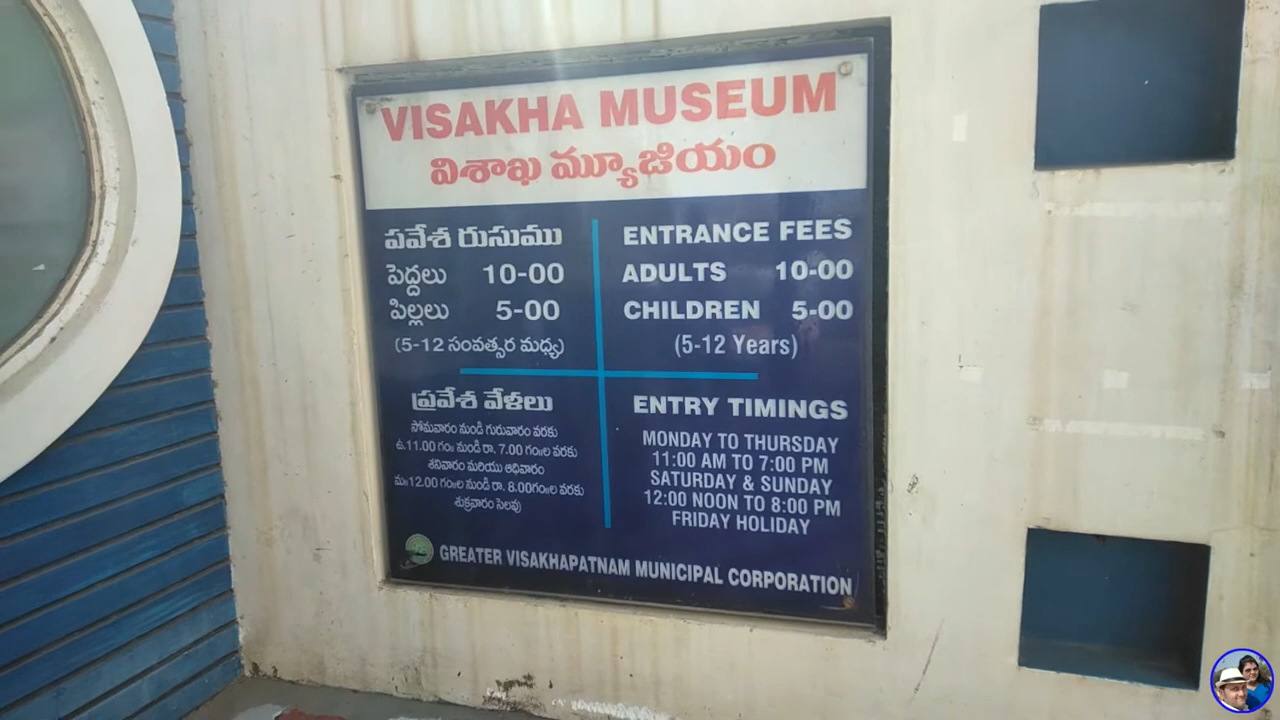 VISAKHA MUSEUM
విశాఖ మ్యూజియం
పవేశ రుసుము
పెద్దలు 10-00
పిల్లలు 5-00
(5-12 సంవత్సర మధ్య)
ENTRANCE FEES
ADULTS 10-00
CHILDREN 5-00
(5-12 Years)
ప్రవేశ వేళలు
సోమవారం నుండి గురువారం వరకు
ఉ.11.00 గం॥ నుండి రా. 7.00 గం॥ల వరకు
శనివారం మరియు ఆధివారం
మ॥12.00 గం॥ల నుండి రా. 8.00గం॥ల వరకు
శుక్రవారం సెలవు
ENTRY TIMINGS
MONDAY TO THURSDAY
11:00 AM TO 7:00 PM
SATURDAY & SUNDAY
12:00 NOON TO 8:00 PM
FRIDAY HOLIDAY
GREATER VISAKHAPATNAM MUNICIPAL CORPORATION